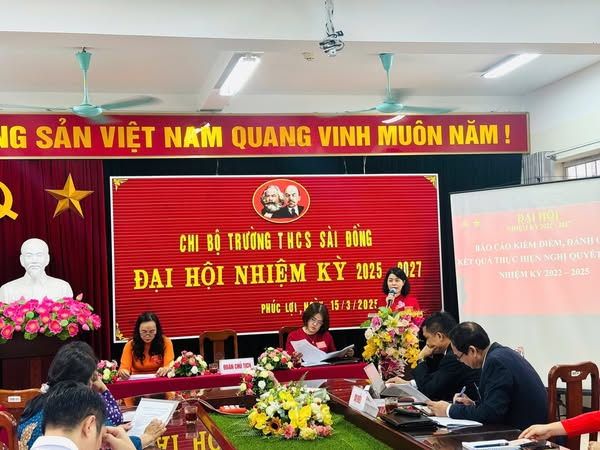 NG SẢN VIỆT NAM QUANG VINH MUÔN NĂM !
CHI BỘ TRƯỜNG THCS SÀI ĐỒNG
ĐẠI HỘI NHIỆM KỲ 2025 - 2027
PHÚC LỢI, NGÀY 15/3/2025
ĐẠI HỘI
BÁO CÁO KIỂM ĐIỂM, ĐÁNH G
KẾT QUẢ THỰC HIỆN NGHỊ QUYẾT
NHIỆM KỲ 2022 – 2025
ĐOÀN CHỦ TỊCH